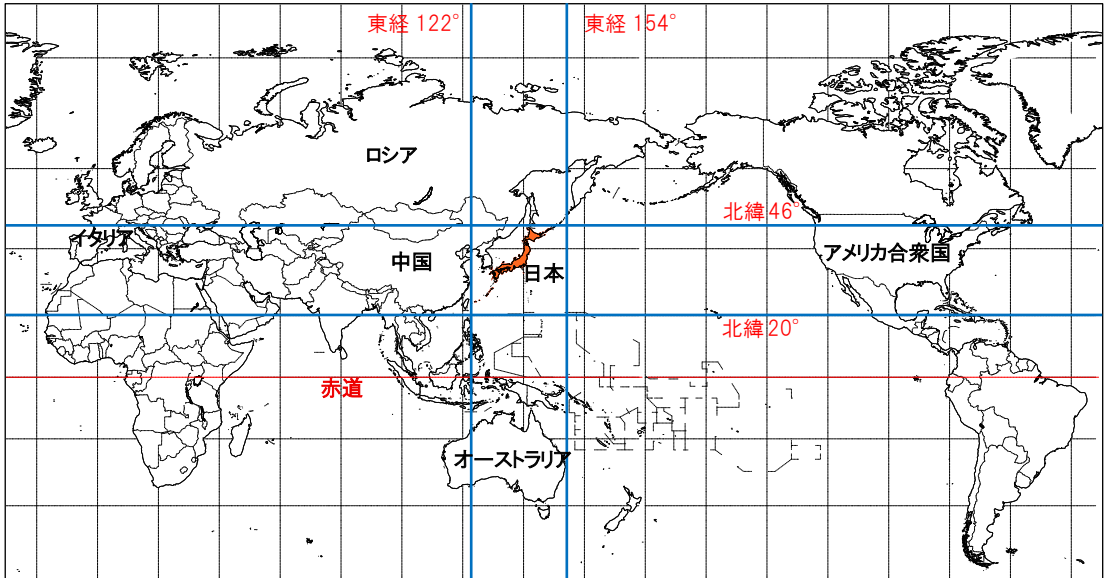 東経 122°
東経 154°
ロシア
北緯 46°
イタリア
中国
日本
アメリカ合衆国
北緯 20°
赤道
オーストラリア